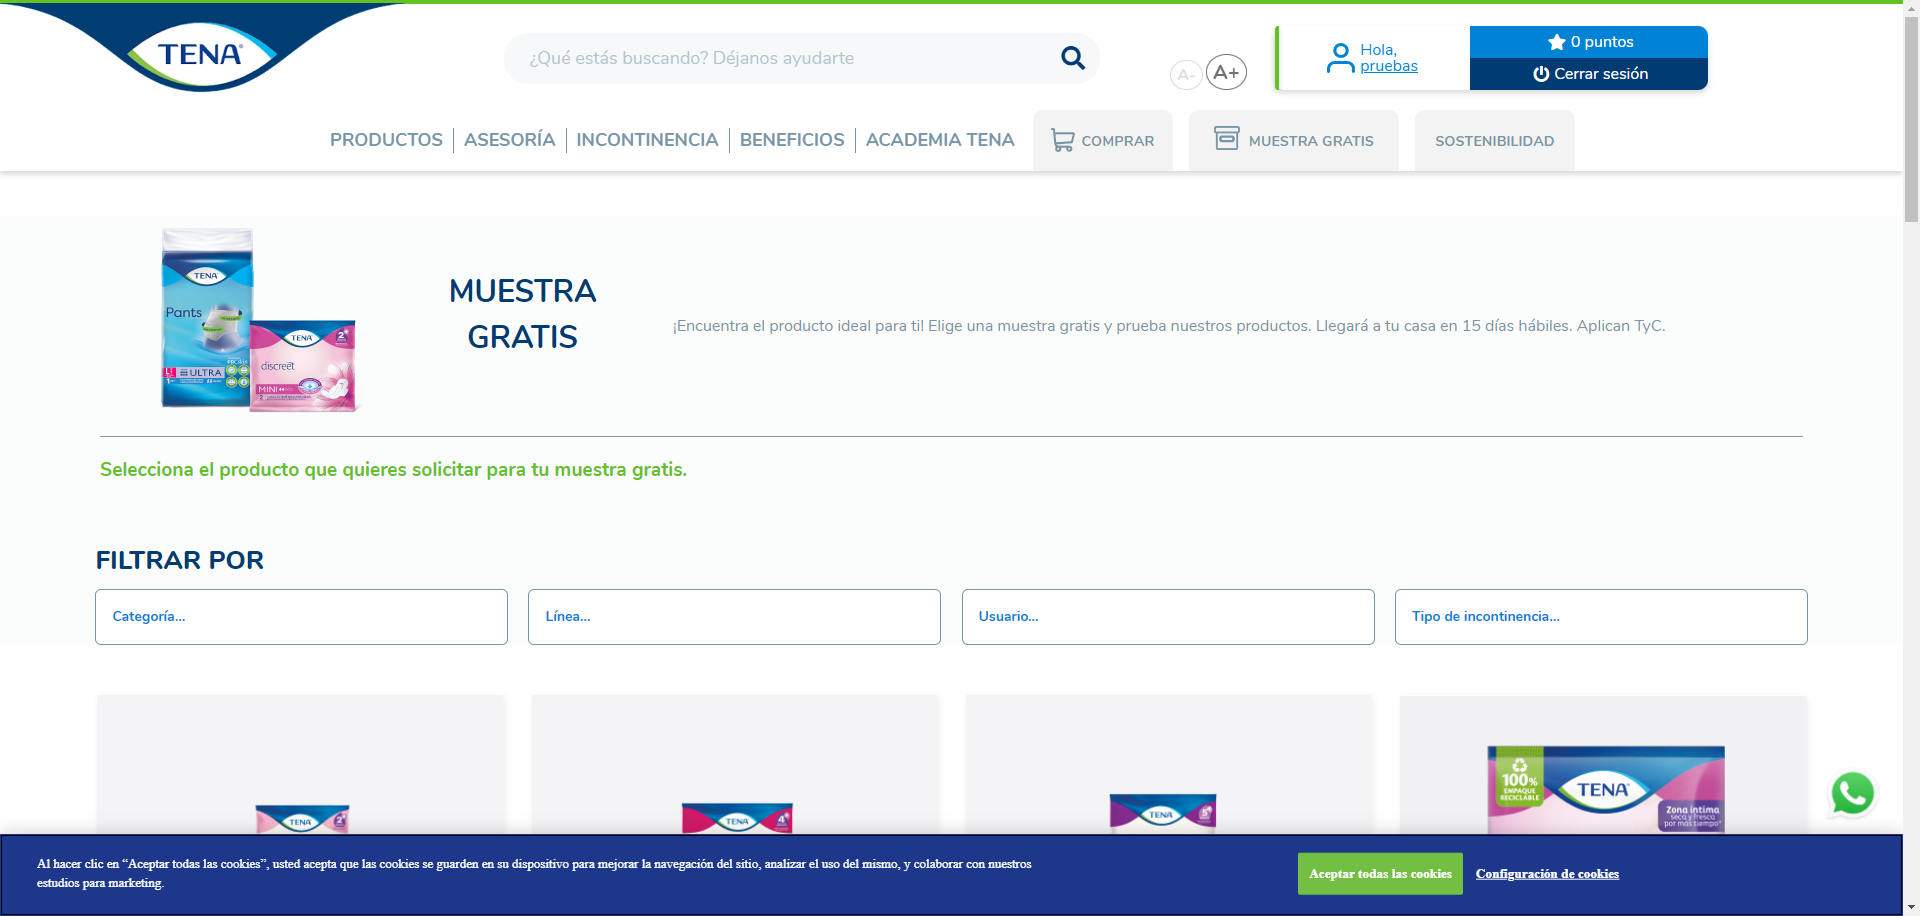 TENA
¿Qué estás buscando? Déjanos ayudarte
A-
A+
Hola,
pruebas
0 puntos
Cerrar sesión
PRODUCTOS
ASESORÍA
INCONTINENCIA
BENEFICIOS
ACADEMIA TENA
COMPRAR
MUESTRA GRATIS
SOSTENIBILIDAD
TENA
Pants
ULTRA
TENA
discreet
MINI
MUESTRA
GRATIS
¡Encuentra el producto ideal para ti! Elige una muestra gratis y prueba nuestros productos. Llegará a tu casa en 15 días hábiles. Aplican TyC.
Selecciona el producto que quieres solicitar para tu muestra gratis.
FILTRAR POR
Categoría...
Línea...
Usuario...
Tipo de incontinencia...
TENA
TENA
TENA
100%
EMPAQUE
RECICLABLE
TENA
Zona íntima
seca y fresca
por más tiempo*
Al hacer clic en “Aceptar todas las cookies”, usted acepta que las cookies se guarden en su dispositivo para mejorar la navegación del sitio, analizar el uso del mismo, y colaborar con nuestros
estudios para marketing.
Aceptar todas las cookies
Configuración de cookies